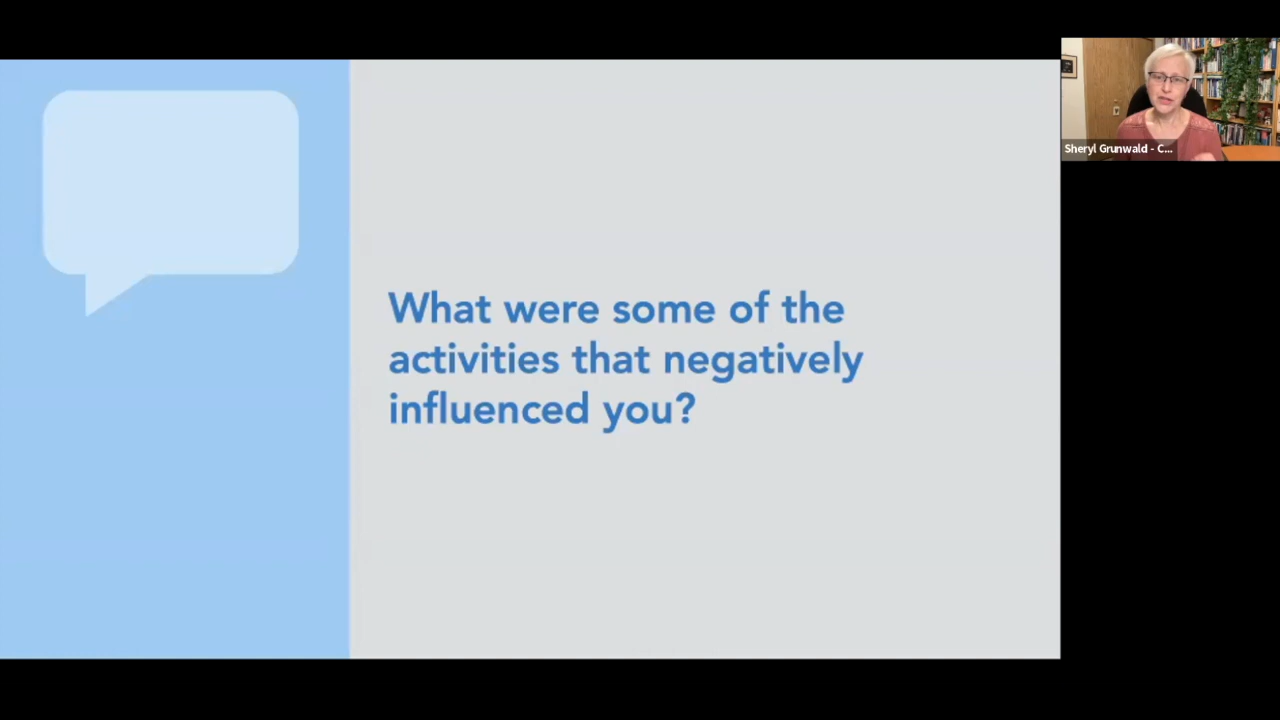 What were some of the
activities that negatively
influenced you?
Sheryl Grunwald - C...